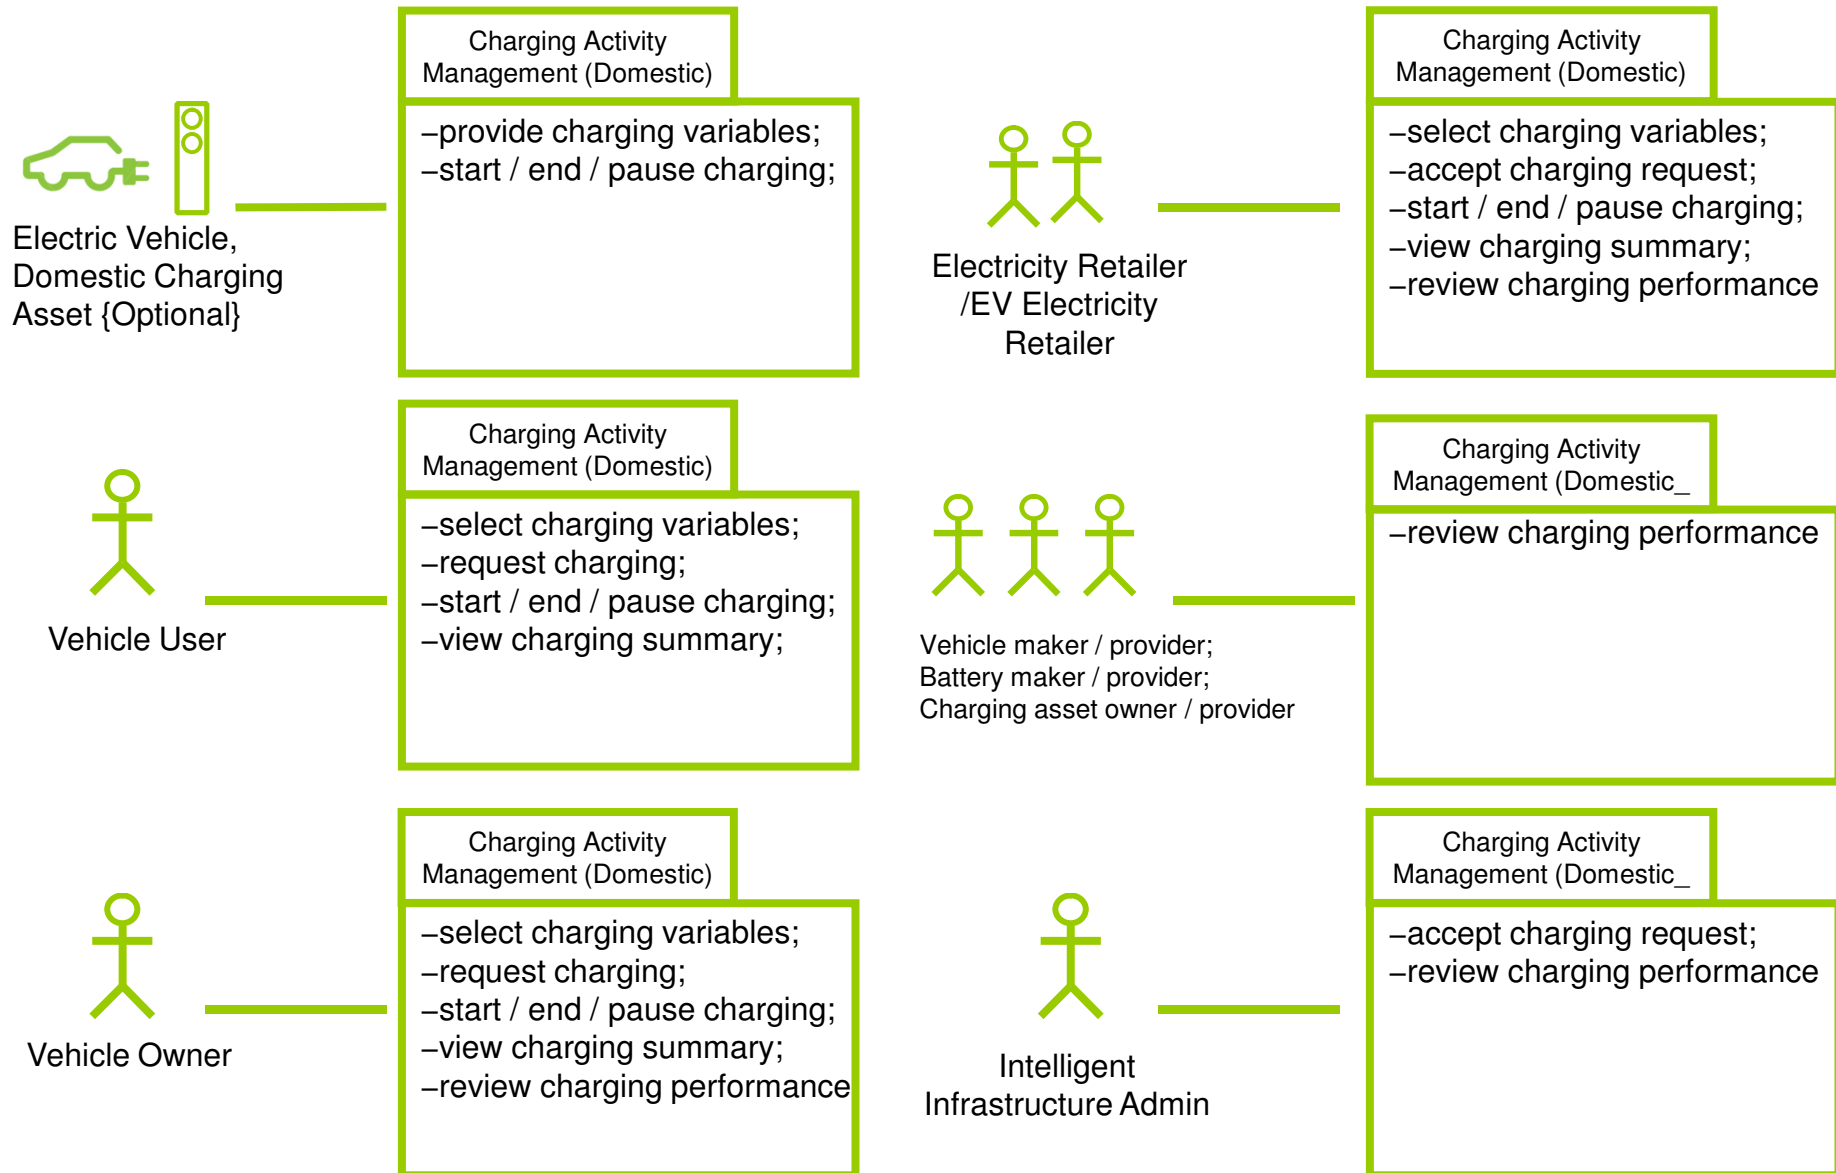 Charging Activity
Management (Domestic)
–provide charging variables;
–start / end / pause charging;
Electric Vehicle,
Domestic Charging
Asset {Optional}
Charging Activity
Management (Domestic)
–select charging variables;
–accept charging request;
–start / end / pause charging;
–view charging summary;
–review charging performance
Electricity Retailer
/EV Electricity
Retailer
Charging Activity
Management (Domestic)
–select charging variables;
–request charging;
–start / end / pause charging;
–view charging summary;
Vehicle User
Charging Activity
Management (Domestic_
–review charging performance
Vehicle maker / provider;
Battery maker / provider;
Charging asset owner / provider
Charging Activity
Management (Domestic)
–select charging variables;
–request charging;
–start / end / pause charging;
–view charging summary;
–review charging performance
Vehicle Owner
Charging Activity
Management (Domestic_
–accept charging request;
–review charging performance
Intelligent
Infrastructure Admin